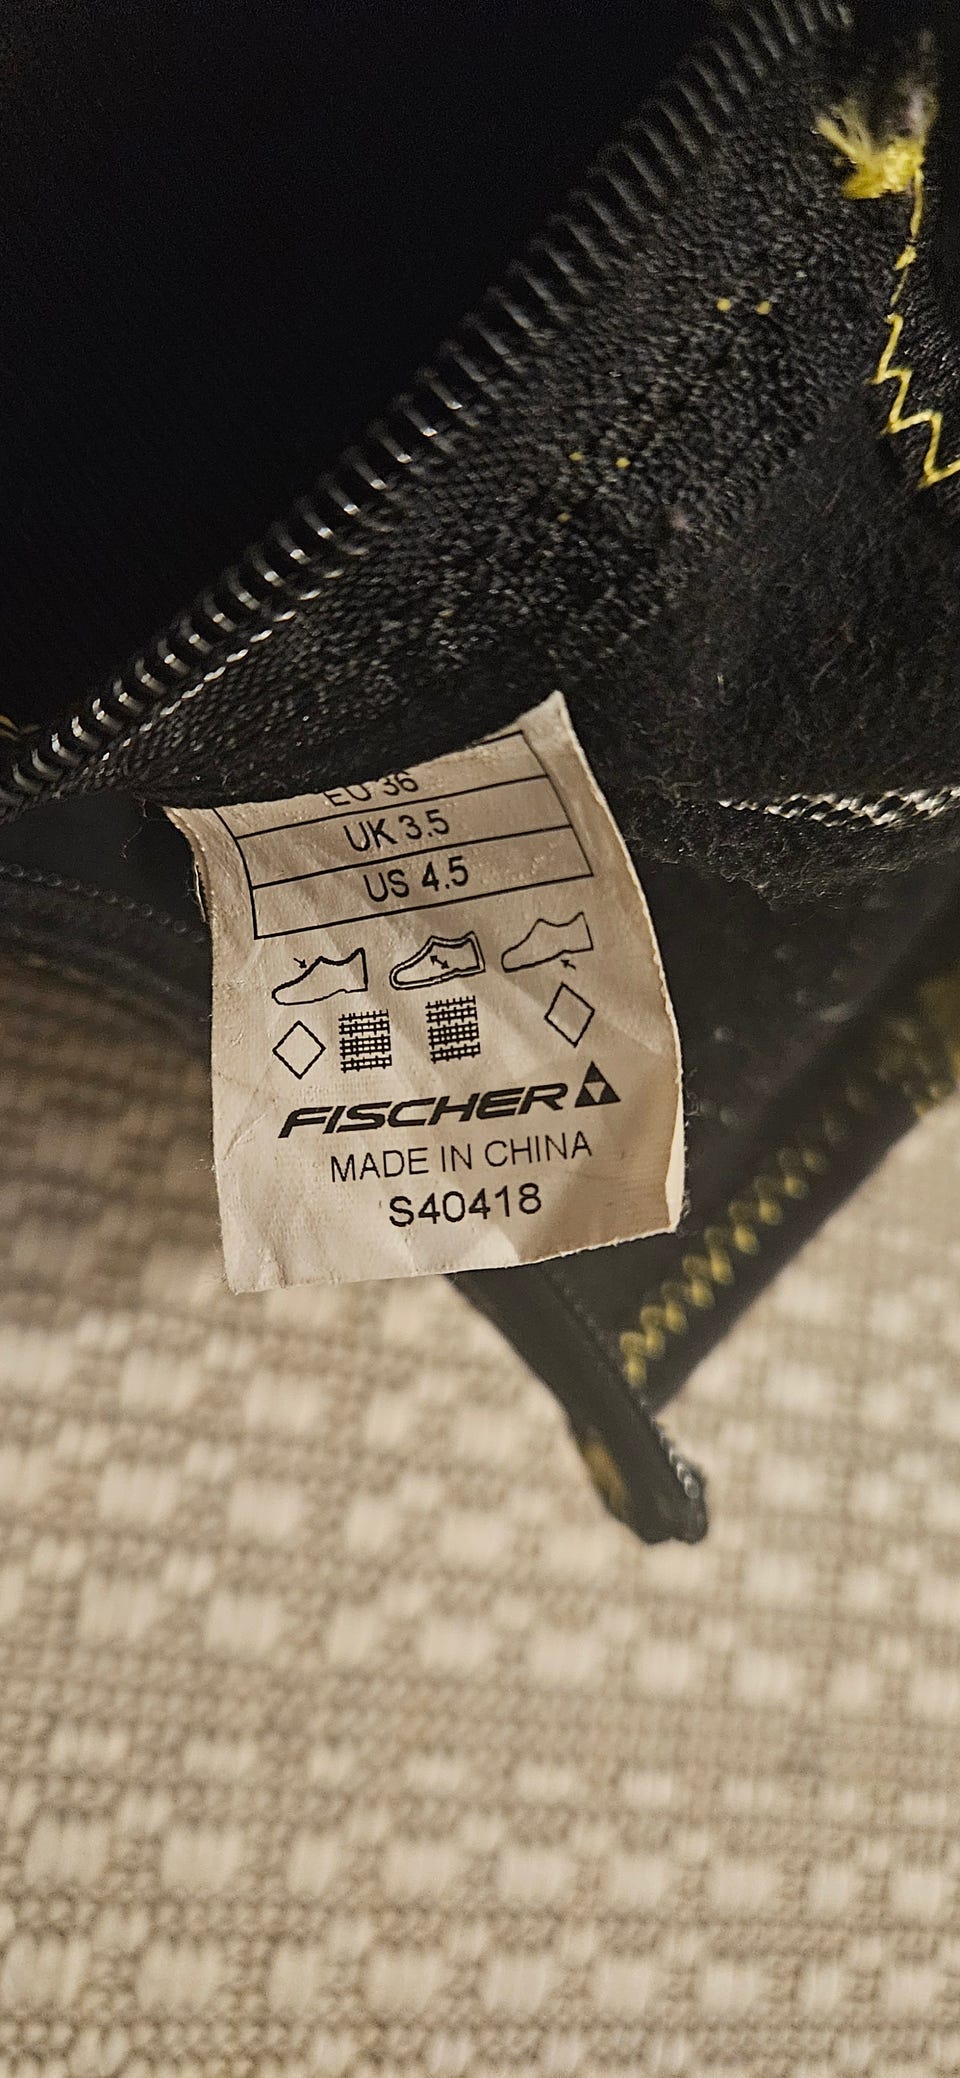 EU 36
UK 3.5
US 4.5
FISCHER
MADE IN CHINA
S40418